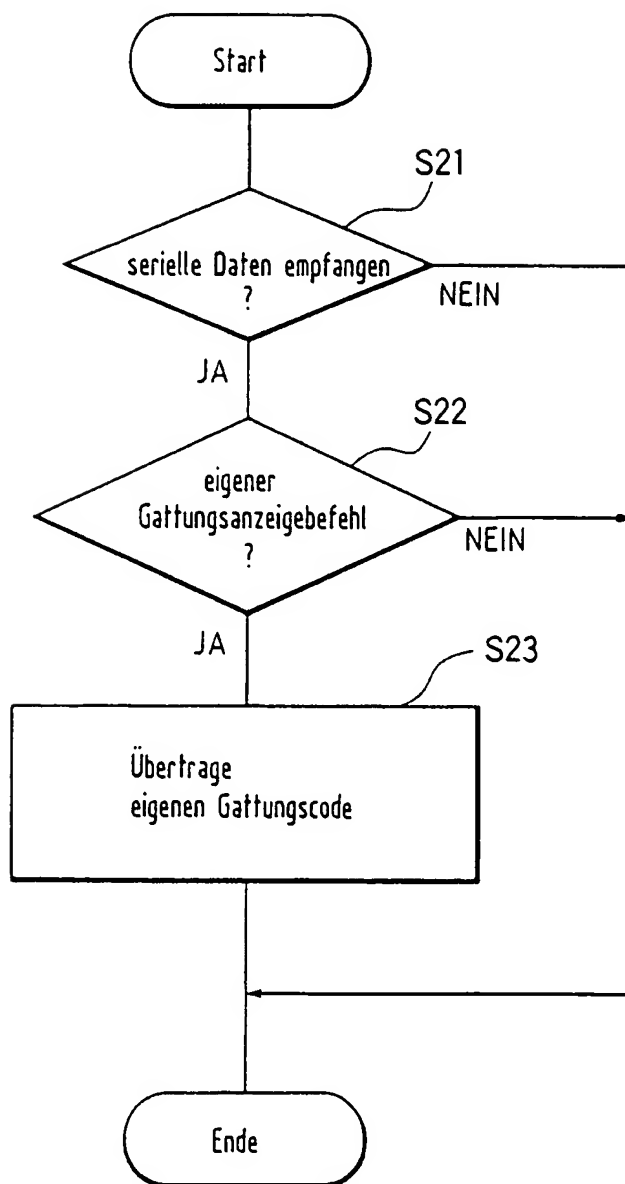 Start
S21
serielle Daten empfangen
?
NEIN
JA
S22
eigener
Gattungsanzeigebefehl
?
NEIN
JA
S23
Übertrage
eigenen Gattungscode
Ende